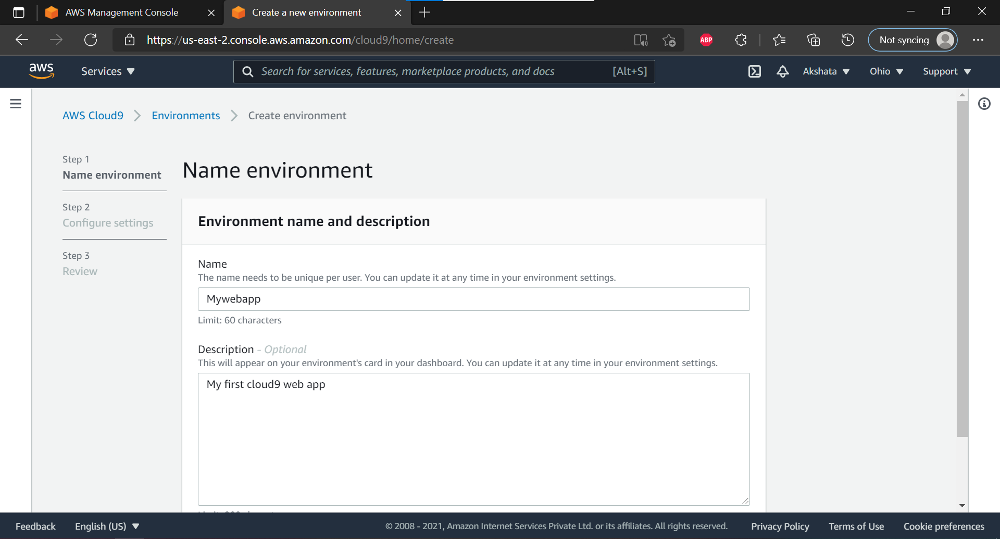 AWS Management Console
Create a new environment
https://us-east-2.console.aws.amazon.com/cloud9/home/create
ABP
Not syncing
aws
Services
Search for services, features, marketplace products, and docs
[Alt+S]
Akshata
Ohio
Support
AWS Cloud9
Environments
Create environment
Step 1
Name environment
Step 2
Configure settings
Step 3
Review
Name environment
Environment name and description
Name
The name needs to be unique per user. You can update it at any time in your environment settings.
Mywebapp
Limit: 60 characters
Description - Optional
This will appear on your environment's card in your dashboard. You can update it at any time in your environment settings.
My first cloud9 web app
Feedback
English (US)
© 2008 - 2021, Amazon Internet Services Private Ltd. or its affiliates. All rights reserved.
Privacy Policy
Terms of Use
Cookie preferences